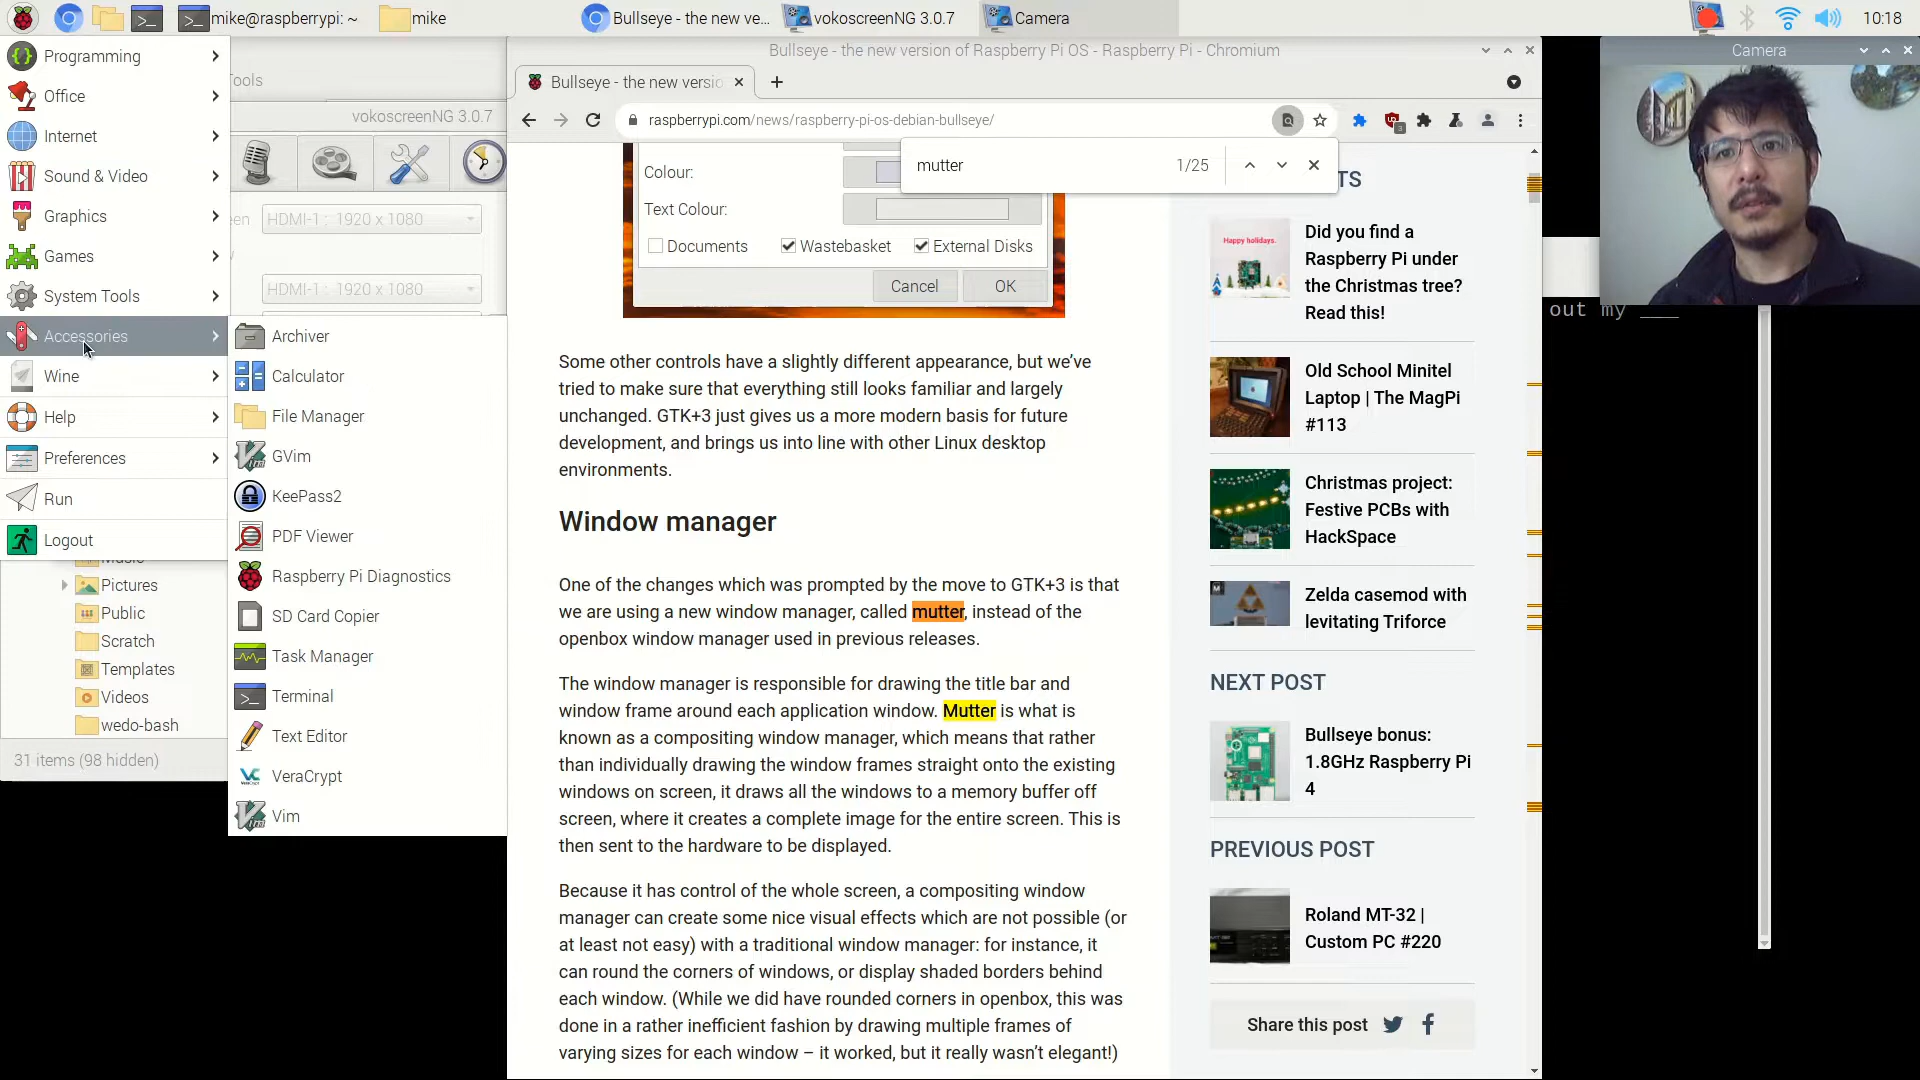 mike@raspberrypi: ~
mike
Bullseye - the new ve...
vokoscreenNG 3.0.7
Camera
10:18
Programming
Office
Internet
Sound & Video
Graphics
Games
System Tools
Accessories
Wine
Help
Preferences
Run
Logout
Archiver
Calculator
File Manager
GVim
KeePass2
PDF Viewer
Raspberry Pi Diagnostics
SD Card Copier
Task Manager
Terminal
Text Editor
VeraCrypt
Vim
Tools
vokoscreenNG 3.0.7
HDMI-1 : 1920 x 1080
HDMI-1 : 1920 x 1080
Pictures
Public
Scratch
Templates
Videos
wedo-bash
31 items (98 hidden)
Bullseye - the new version of Raspberry Pi OS - Raspberry Pi - Chromium
Bullseye - the new versio
raspberrypi.com/news/raspberry-pi-os-debian-bullseye/
3
mutter
1/25
Colour:
Text Colour:
Documents
Wastebasket
External Disks
Cancel
OK
Some other controls have a slightly different appearance, but we’ve
tried to make sure that everything still looks familiar and largely
unchanged. GTK+3 just gives us a more modern basis for future
development, and brings us into line with other Linux desktop
environments.
Window manager
One of the changes which was prompted by the move to GTK+3 is that
we are using a new window manager, called mutter, instead of the
openbox window manager used in previous releases.
The window manager is responsible for drawing the title bar and
window frame around each application window. Mutter is what is
known as a compositing window manager, which means that rather
than individually drawing the window frames straight onto the existing
windows on screen, it draws all the windows to a memory buffer off
screen, where it creates a complete image for the entire screen. This is
then sent to the hardware to be displayed.
Because it has control of the whole screen, a compositing window
manager can create some nice visual effects which are not possible (or
at least not easy) with a traditional window manager: for instance, it
can round the corners of windows, or display shaded borders behind
each window. (While we did have rounded corners in openbox, this was
done in a rather inefficient fashion by drawing multiple frames of
varying sizes for each window – it worked, but it really wasn’t elegant!)
TS
Happy holidays.
Did you find a
Raspberry Pi under
the Christmas tree?
Read this!
Old School Minitel
Laptop | The MagPi
#113
Christmas project:
Festive PCBs with
HackSpace
Zelda casemod with
levitating Triforce
NEXT POST
Bullseye bonus:
1.8GHz Raspberry Pi
4
PREVIOUS POST
Roland MT-32 |
Custom PC #220
Share this post
Camera
out my ___